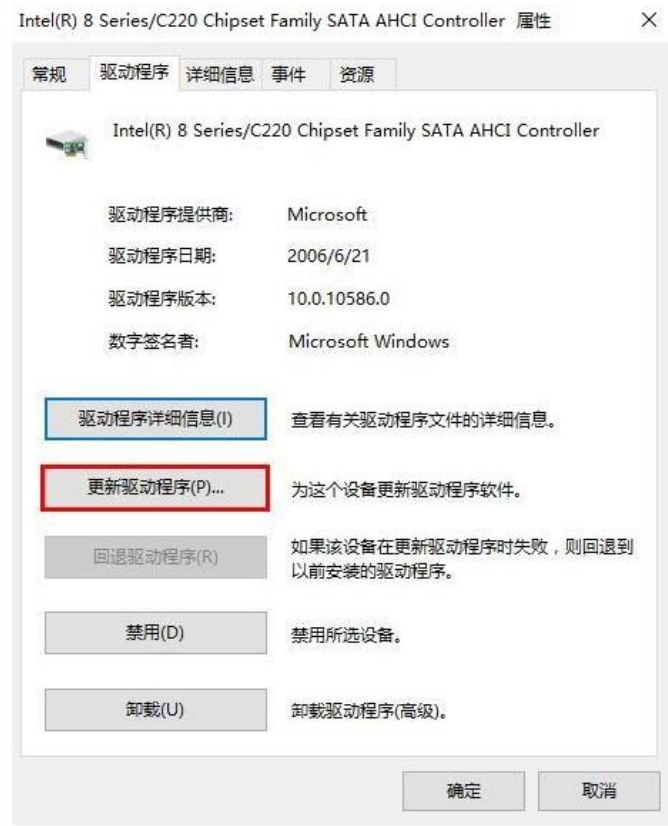 Intel(R) 8 Series/C220 Chipset Family SATA AHCI Controller 属性
常规 驱动程序 详细信息 事件 资源
Intel(R) 8 Series/C220 Chipset Family SATA AHCI Controller
驱动程序提供商: Microsoft
驱动程序日期: 2006/6/21
驱动程序版本: 10.0.10586.0
数字签名者: Microsoft Windows
驱动程序详细信息(I) 查看有关驱动程序文件的详细信息。
更新驱动程序(P)... 为这个设备更新驱动程序软件。
回退驱动程序(R) 如果该设备在更新驱动程序时失败，则回退到
以前安装的驱动程序。
禁用(D) 禁用所选设备。
卸载(U) 卸载驱动程序(高级)。
确定 取消